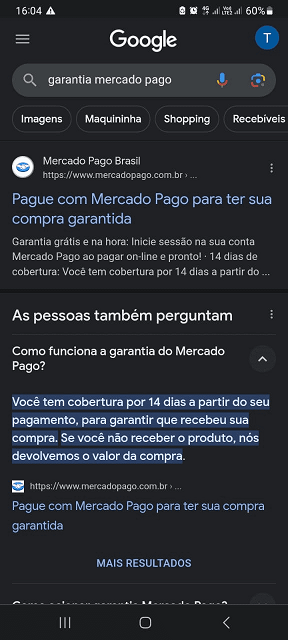 16:04
4G
Vo)
LTE2
60%
Google
T
garantia mercado pago
Imagens
Maquininha
Shopping
Recebíveis
Mercado Pago Brasil
https://www.mercadopago.com.br › ...
Pague com Mercado Pago para ter sua
compra garantida
Garantia grátis e na hora: Inicie sessão na sua conta
Mercado Pago ao pagar on-line e pronto! · 14 dias de
cobertura: Você tem cobertura por 14 dias a partir do ...
As pessoas também perguntam
Como funciona a garantia do Mercado
Pago?
Você tem cobertura por 14 dias a partir do seu
pagamento, para garantir que recebeu sua
compra. Se você não receber o produto, nós
devolvemos o valor da compra.
https://www.mercadopago.com.br › ...
Pague com Mercado Pago para ter sua compra
garantida
MAIS RESULTADOS